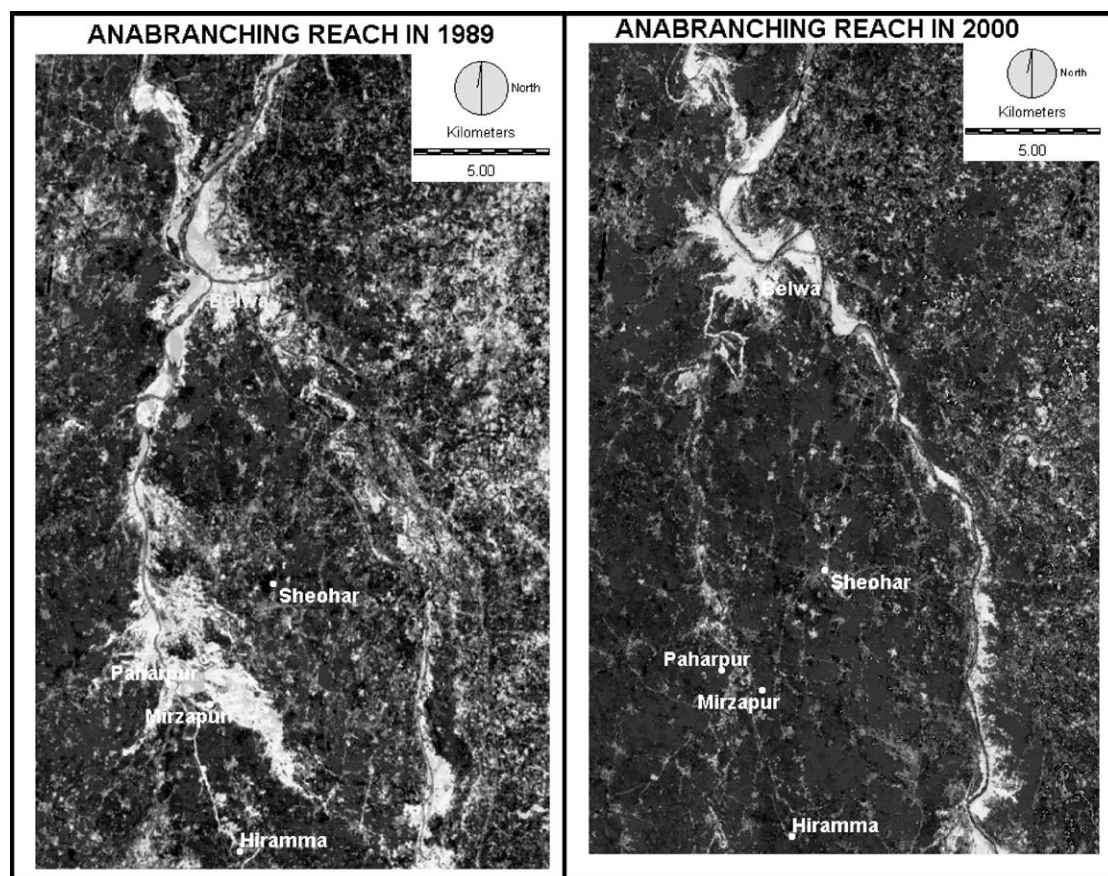 ANABRANCHING REACH IN 1989
North
Kilometers
5.00
Belwa
Sheohar
Paharpur
Mirzapur
Hiramma
ANABRANCHING REACH IN 2000
North
Kilometers
5.00
Belwa
Sheohar
Paharpur
Mirzapur
Hiramma